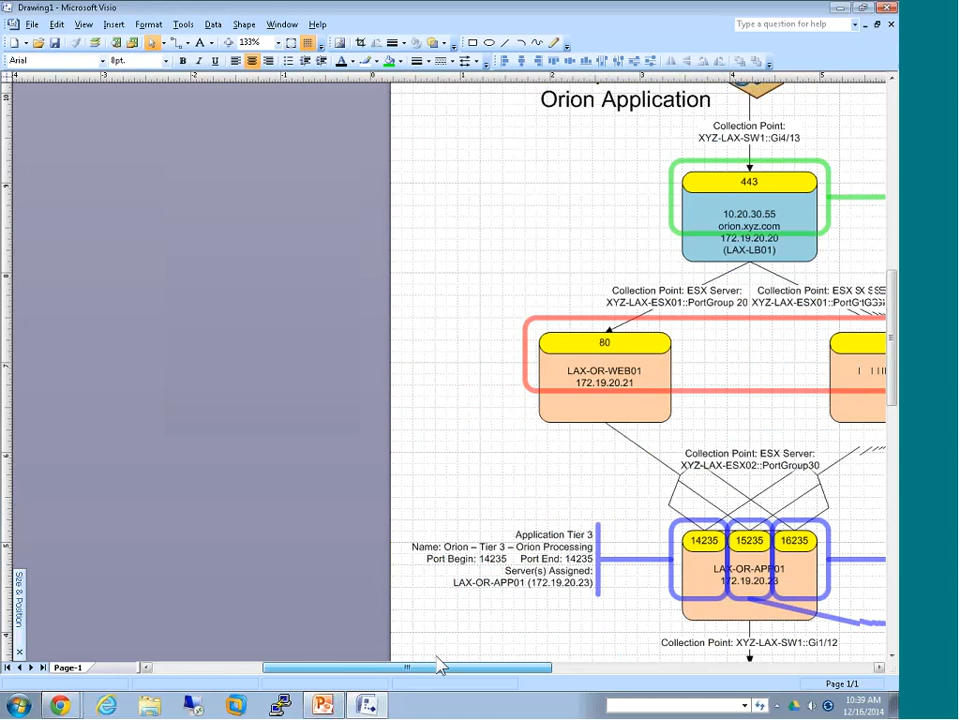 Drawing1 - Microsoft Visio
File Edit View Insert Format Tools Data Shape Window Help
Type a question for help
133%
Arial 8pt.
Orion Application
Collection Point:
XYZ-LAX-SW1::Gi4/13
443
10.20.30.55
orion.xyz.com
172.19.20.20
(LAX-LB01)
Collection Point: ESX Server:
XYZ-LAX-ESX01::PortGroup 20
Collection Point: ESX
XYZ-LAX-ESX01::PortG
80
LAX-OR-WEB01
172.19.20.21
Collection Point: ESX Server:
XYZ-LAX-ESX02::PortGroup30
Application Tier 3
Name: Orion – Tier 3 – Orion Processing
Port Begin: 14235 Port End: 14235
Server(s) Assigned:
LAX-OR-APP01 (172.19.20.23)
14235 15235 16235
LAX-OR-APP01
172.19.20.23
Collection Point: XYZ-LAX-SW1::Gi1/12
Size & Position
Page-1
Page 1/1
10:39 AM
12/16/2014